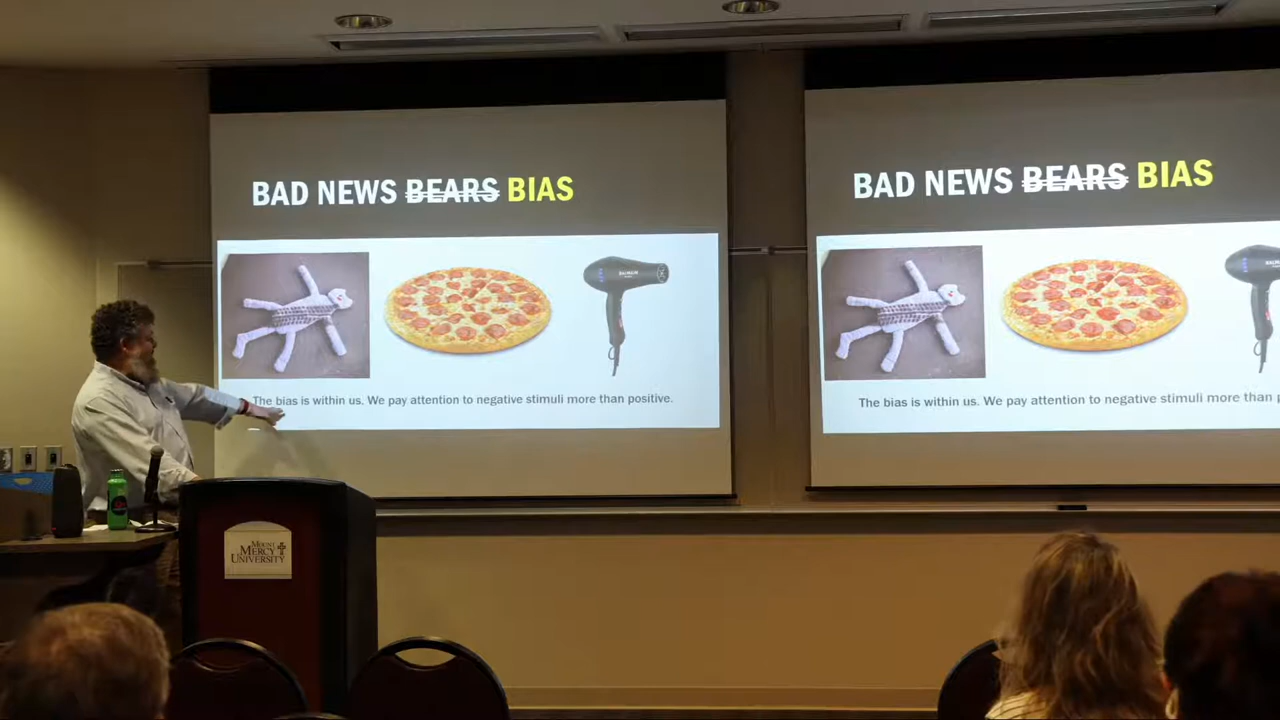 BAD NEWS BEARS BIAS
The bias is within us. We pay attention to negative stimuli more than positive.
BAD NEWS BEARS BIAS
The bias is within us. We pay attention to negative stimuli more than
MOUNT
MERCY
UNIVERSITY